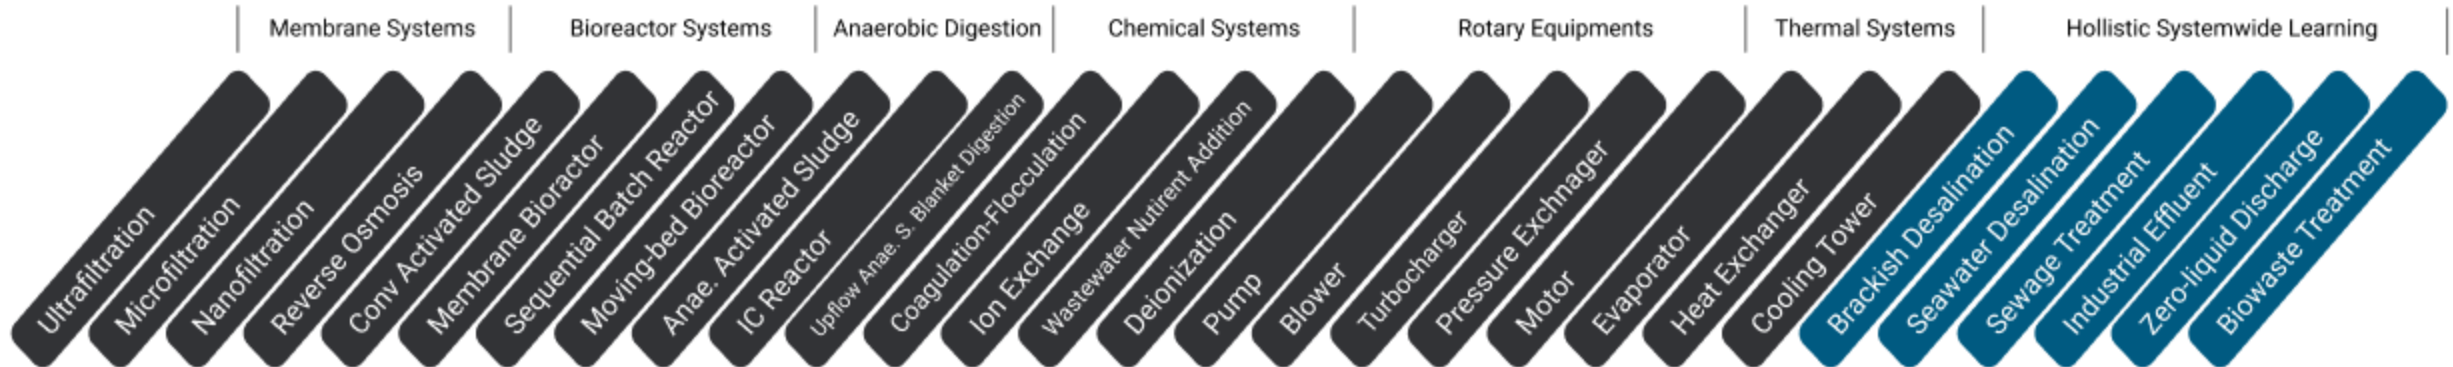 Membrane Systems
Bioreactor Systems
Anaerobic Digestion
Chemical Systems
Rotary Equipments
Thermal Systems
Hollistic Systemwide Learning
Ultrafiltration
Microfiltration
Nanofiltration
Reverse Osmosis
Conv Activated Sludge
Membrane Bioractor
Sequential Batch Reactor
Moving-bed Bioreactor
Anae. Activated Sludge
IC Reactor
Upflow Anae. S. Blanket Digestion
Coagulation-Flocculation
Ion Exchange
Wastewater Nutirent Addition
Deionization
Pump
Blower
Turbocharger
Pressure Exchnager
Motor
Evaporator
Heat Exchanger
Cooling Tower
Brackish Desalination
Seawater Desalination
Sewage Treatment
Industrial Effluent
Zero-liquid Discharge
Biowaste Treatment